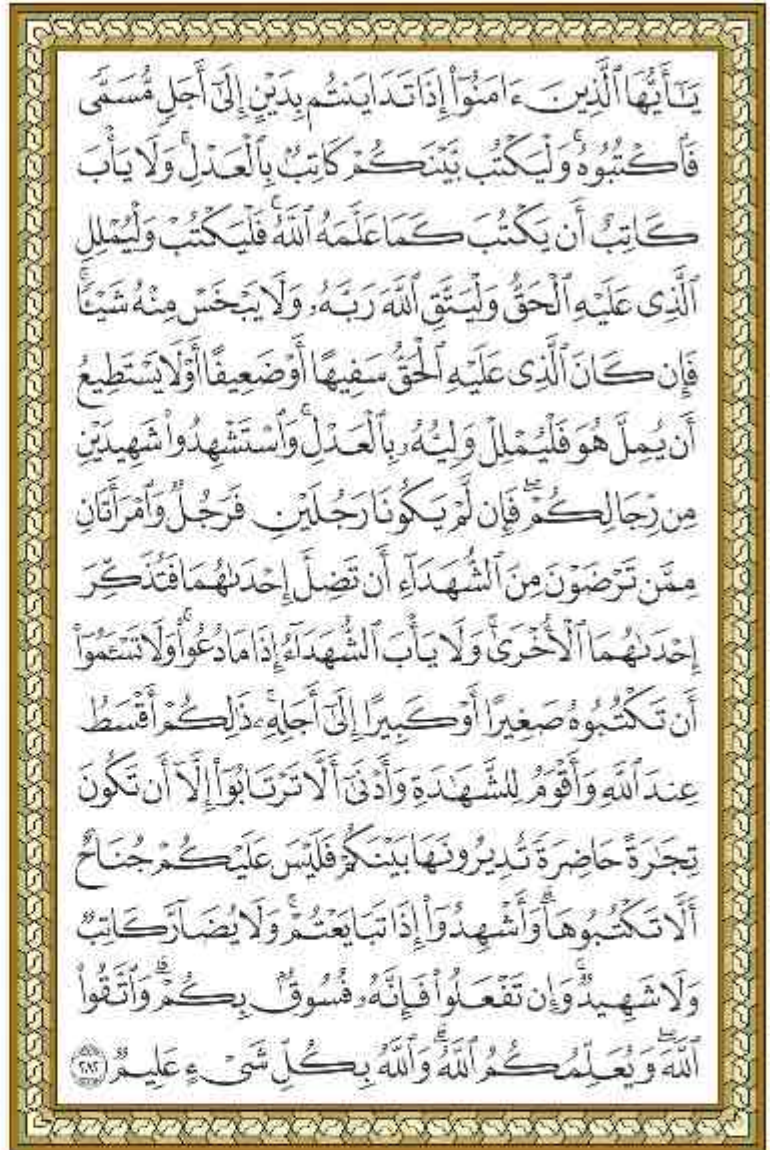 يَـٰٓأَيُّهَا ٱلَّذِينَ ءَامَنُوٓا۟ إِذَا تَدَايَنتُم بِدَيْنٍ إِلَىٰٓ أَجَلٍ مُّسَمًّى
فَٱكْتُبُوهُ ۚ وَلْيَكْتُب بَّيْنَكُمْ كَاتِبٌۢ بِٱلْعَدْلِ ۚ وَلَا يَأْبَ
كَاتِبٌ أَن يَكْتُبَ كَمَا عَلَّمَهُ ٱللَّهُ ۚ فَلْيَكْتُبْ وَلْيُمْلِلِ
ٱلَّذِى عَلَيْهِ ٱلْحَقُّ وَلْيَتَّقِ ٱللَّهَ رَبَّهُۥ وَلَا يَبْخَسْ مِنْهُ شَيْـًٔا ۚ
فَإِن كَانَ ٱلَّذِى عَلَيْهِ ٱلْحَقُّ سَفِيهًا أَوْ ضَعِيفًا أَوْ لَا يَسْتَطِيعُ
أَن يُمِلَّ هُوَ فَلْيُمْلِلْ وَلِيُّهُۥ بِٱلْعَدْلِ ۚ وَٱسْتَشْهِدُوا۟ شَهِيدَيْنِ
مِن رِّجَالِكُمْ ۖ فَإِن لَّمْ يَكُونَا رَجُلَيْنِ فَرَجُلٌ وَٱمْرَأَتَانِ
مِمَّن تَرْضَوْنَ مِنَ ٱلشُّهَدَآءِ أَن تَضِلَّ إِحْدَىٰهُمَا فَتُذَكِّرَ
إِحْدَىٰهُمَا ٱلْأُخْرَىٰ ۚ وَلَا يَأْبَ ٱلشُّهَدَآءُ إِذَا مَا دُعُوا۟ ۚ وَلَا تَسْـَٔمُوٓا۟
أَن تَكْتُبُوهُ صَغِيرًا أَوْ كَبِيرًا إِلَىٰٓ أَجَلِهِۦ ۚ ذَٰلِكُمْ أَقْسَطُ
عِندَ ٱللَّهِ وَأَقْوَمُ لِلشَّهَـٰدَةِ وَأَدْنَىٰٓ أَلَّا تَرْتَابُوٓا۟ ۖ إِلَّآ أَن تَكُونَ
تِجَـٰرَةً حَاضِرَةً تُدِيرُونَهَا بَيْنَكُمْ فَلَيْسَ عَلَيْكُمْ جُنَاحٌ
أَلَّا تَكْتُبُوهَا ۗ وَأَشْهِدُوٓا۟ إِذَا تَبَايَعْتُمْ ۚ وَلَا يُضَآرَّ كَاتِبٌ
وَلَا شَهِيدٌ ۚ وَإِن تَفْعَلُوا۟ فَإِنَّهُۥ فُسُوقٌۢ بِكُمْ ۗ وَٱتَّقُوا۟
ٱللَّهَ ۖ وَيُعَلِّمُكُمُ ٱللَّهُ ۗ وَٱللَّهُ بِكُلِّ شَىْءٍ عَلِيمٌ ٢٨٢